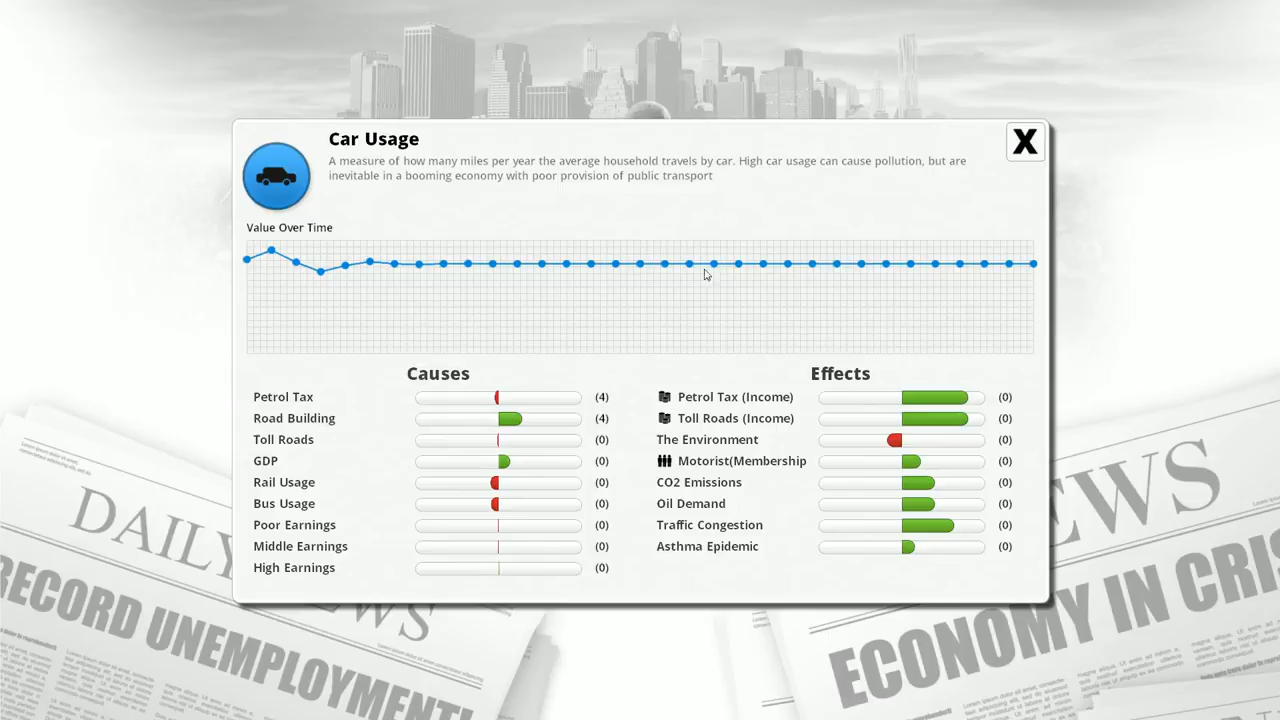 Car Usage
X
A measure of how many miles per year the average household travels by car. High car usage can cause pollution, but are
inevitable in a booming economy with poor provision of public transport
Value Over Time
Causes
Petrol Tax (4)
Road Building (4)
Toll Roads (0)
GDP (0)
Rail Usage (0)
Bus Usage (0)
Poor Earnings (0)
Middle Earnings (0)
High Earnings (0)
Effects
Petrol Tax (Income) (0)
Toll Roads (Income) (0)
The Environment (0)
Motorist(Membership (0)
CO2 Emissions (0)
Oil Demand (0)
Traffic Congestion (0)
Asthma Epidemic (0)
DAILY
WS
RECORD UNEMPLOYMENT!
EWS
ECONOMY IN CRIS